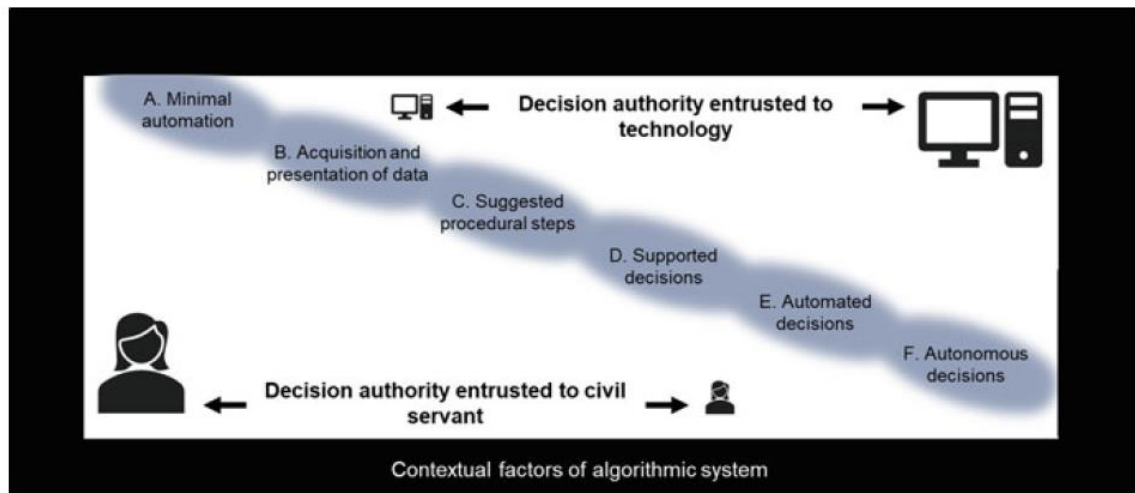 A. Minimal
automation
Decision authority entrusted to
technology
B. Acquisition and
presentation of data
C. Suggested
procedural steps
D. Supported
decisions
E. Automated
decisions
F. Autonomous
decisions
Decision authority entrusted to civil
servant
Contextual factors of algorithmic system